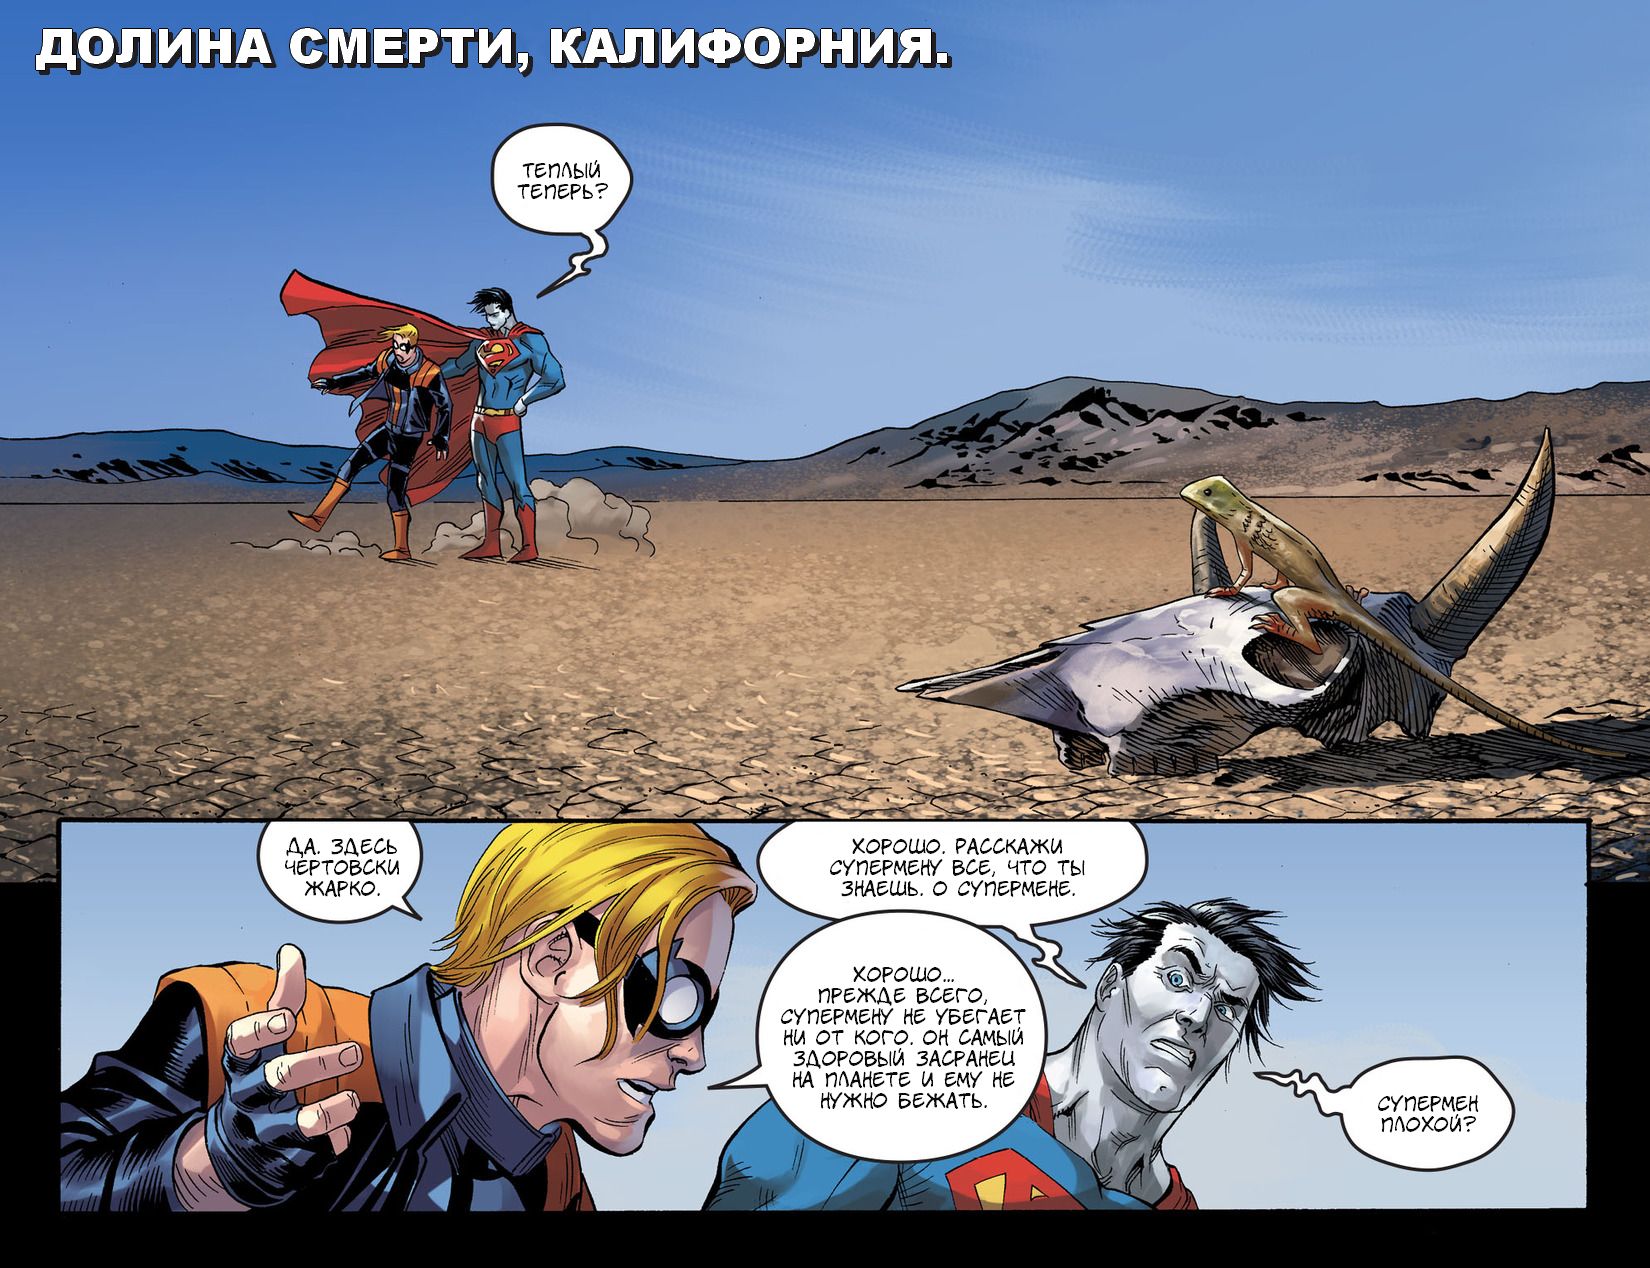 ДОЛИНА СМЕРТИ, КАЛИФОРНИЯ.
ТЕПЛЫЙ
ТЕПЕРЬ?
ДА. ЗДЕСЬ
ЧЕРТОВСКИ
ЖАРКО.
ХОРОШО. РАССКАЖИ
СУПЕРМЕНУ ВСЕ, ЧТО ТЫ
ЗНАЕШЬ. О СУПЕРМЕНЕ.
ХОРОШО...
ПРЕЖДЕ ВСЕГО,
СУПЕРМЕНУ НЕ УБЕГАЕТ
НИ ОТ КОГО. ОН САМЫЙ
ЗДОРОВЫЙ ЗАСРАНЕЦ
НА ПЛАНЕТЕ И ЕМУ НЕ
НУЖНО БЕЖАТЬ.
СУПЕРМЕН
ПЛОХОЙ?